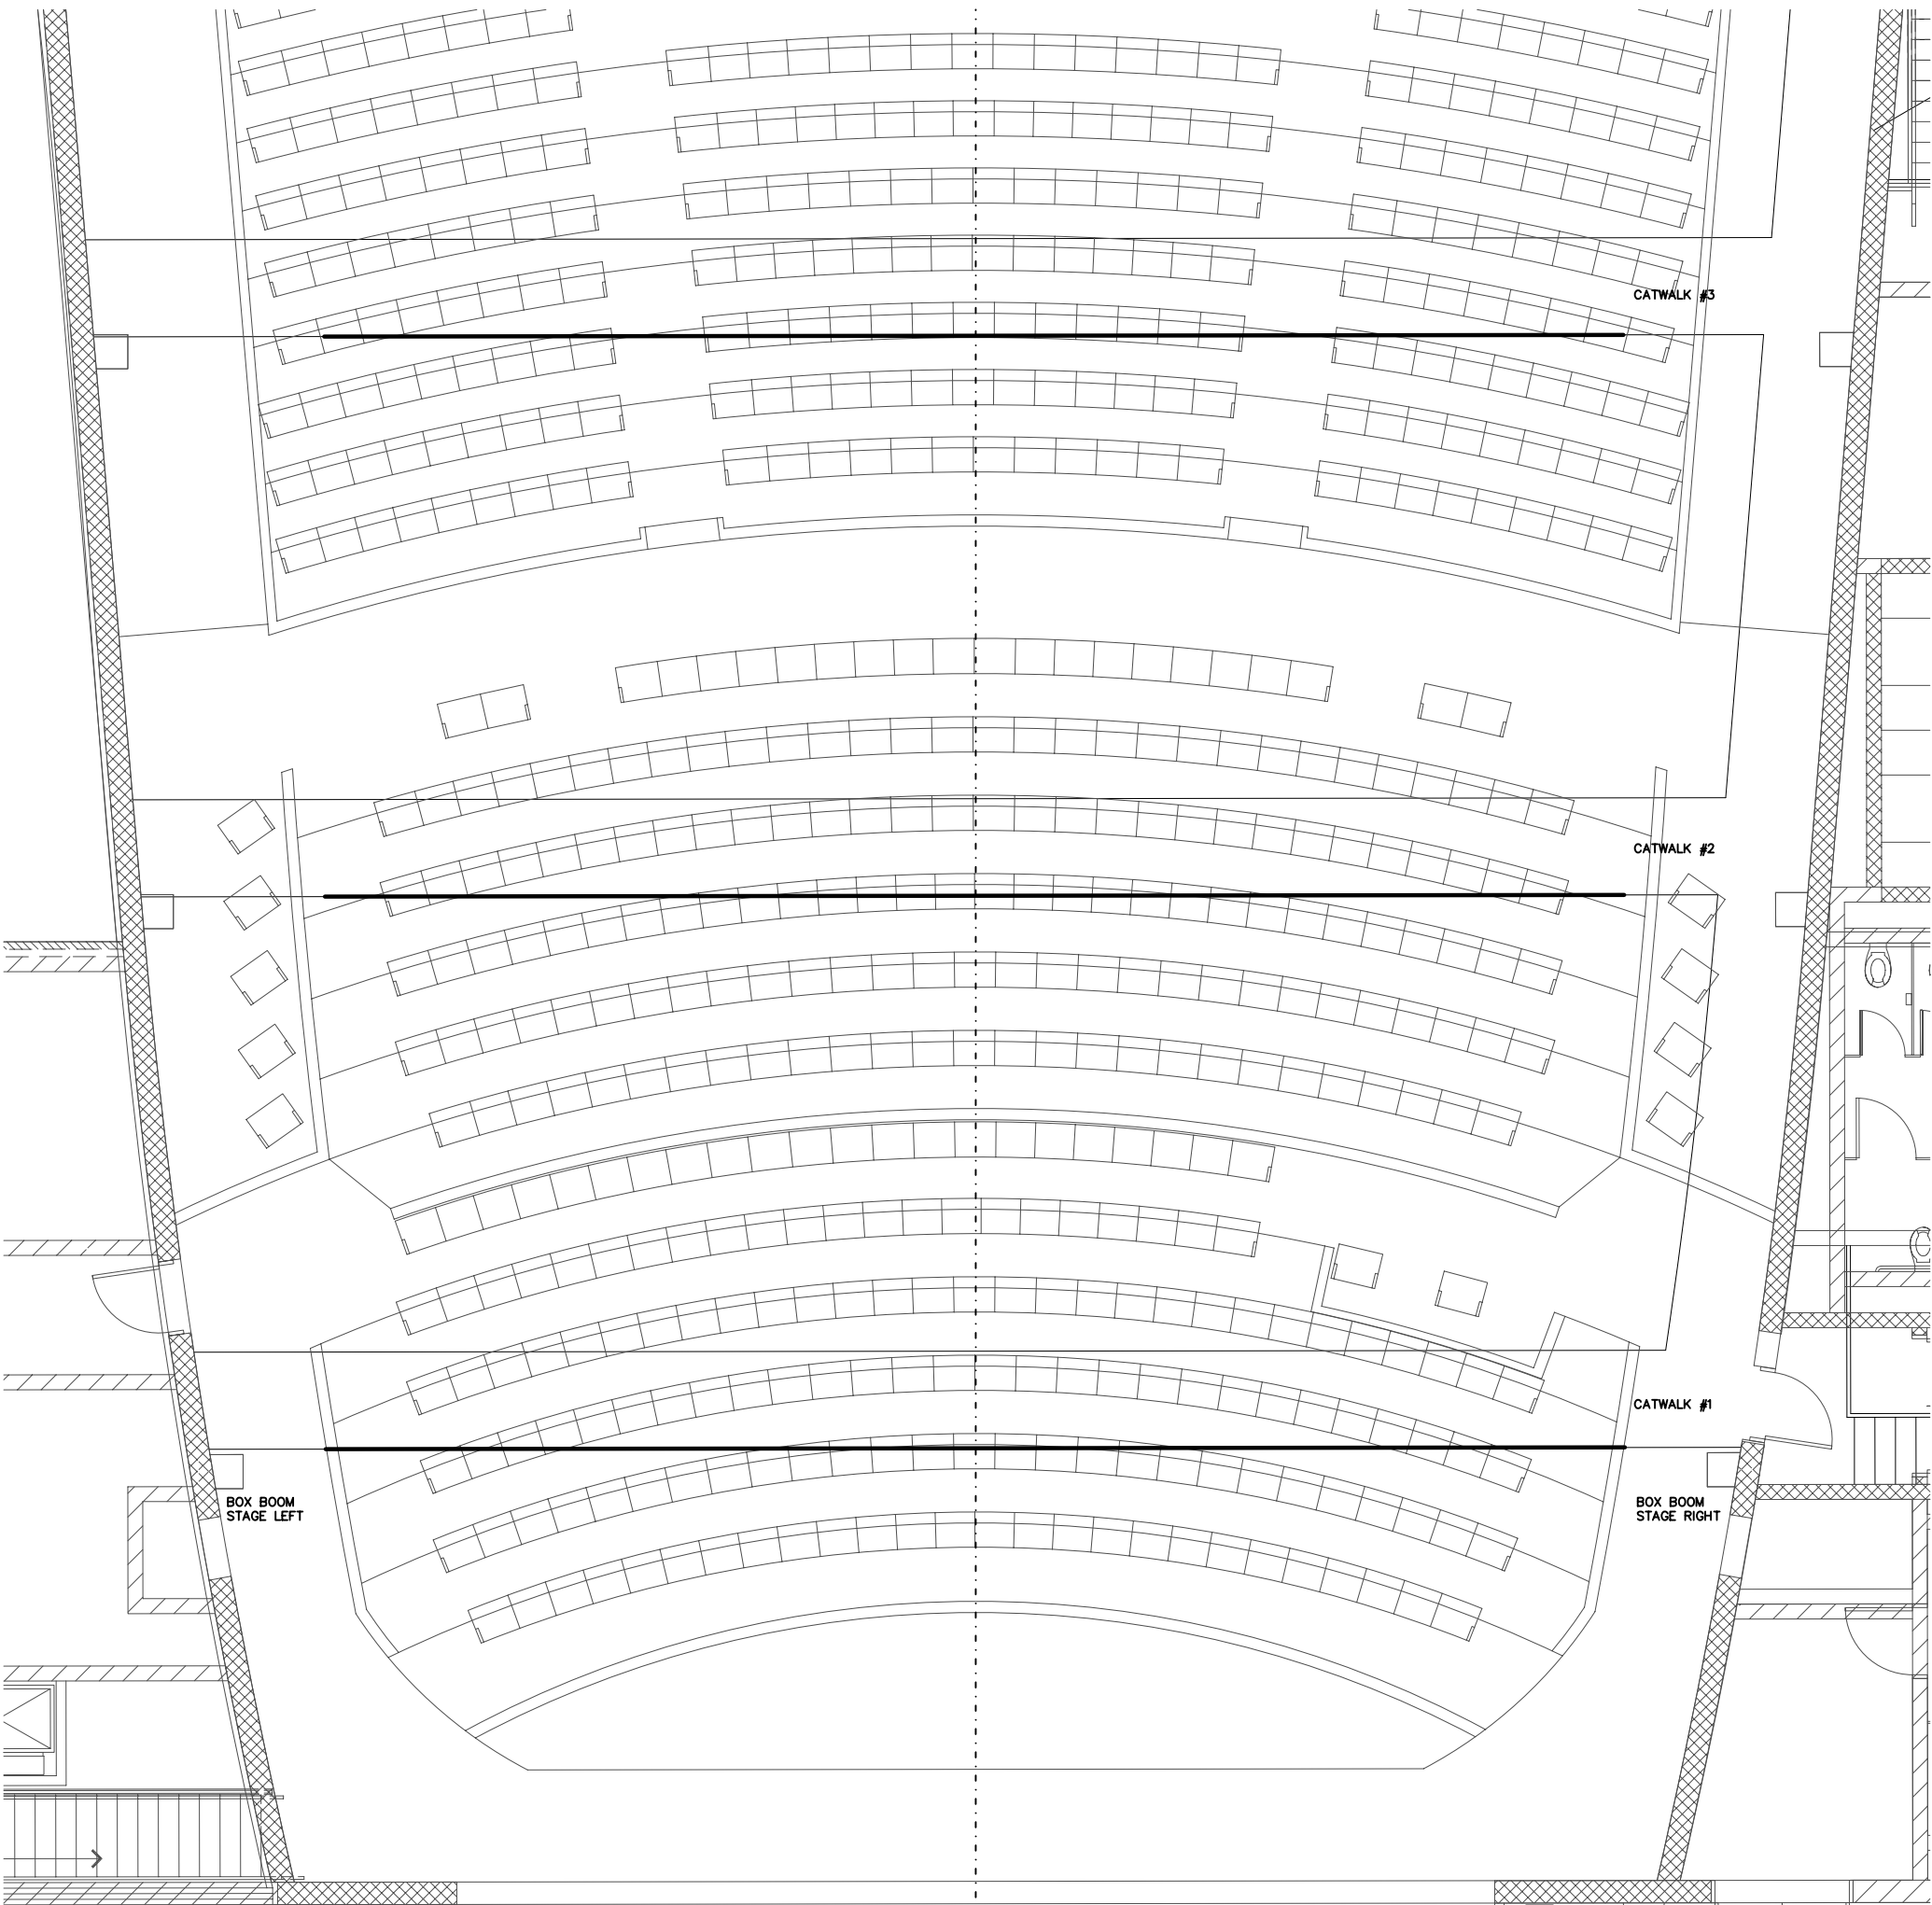 CATWALK #3
CATWALK #2
CATWALK #1
BOX BOOM
STAGE LEFT
BOX BOOM
STAGE RIGHT